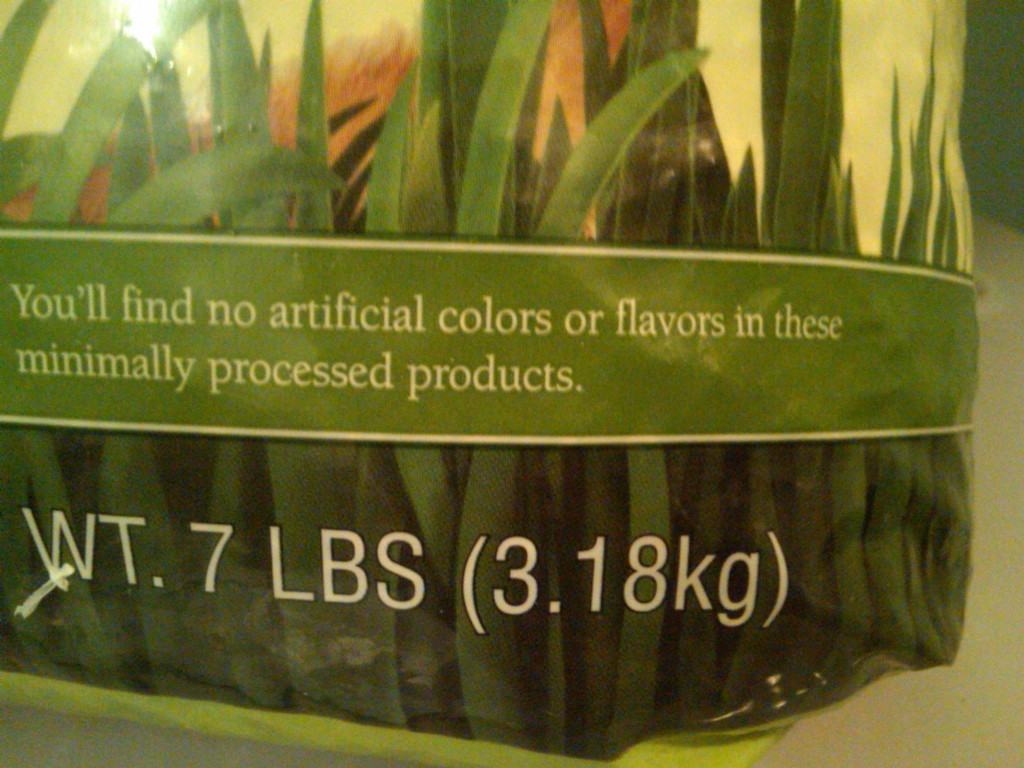 You'll find no artificial colors or flavors in these
minimally processed products.
WT. 7 LBS (3.18kg)